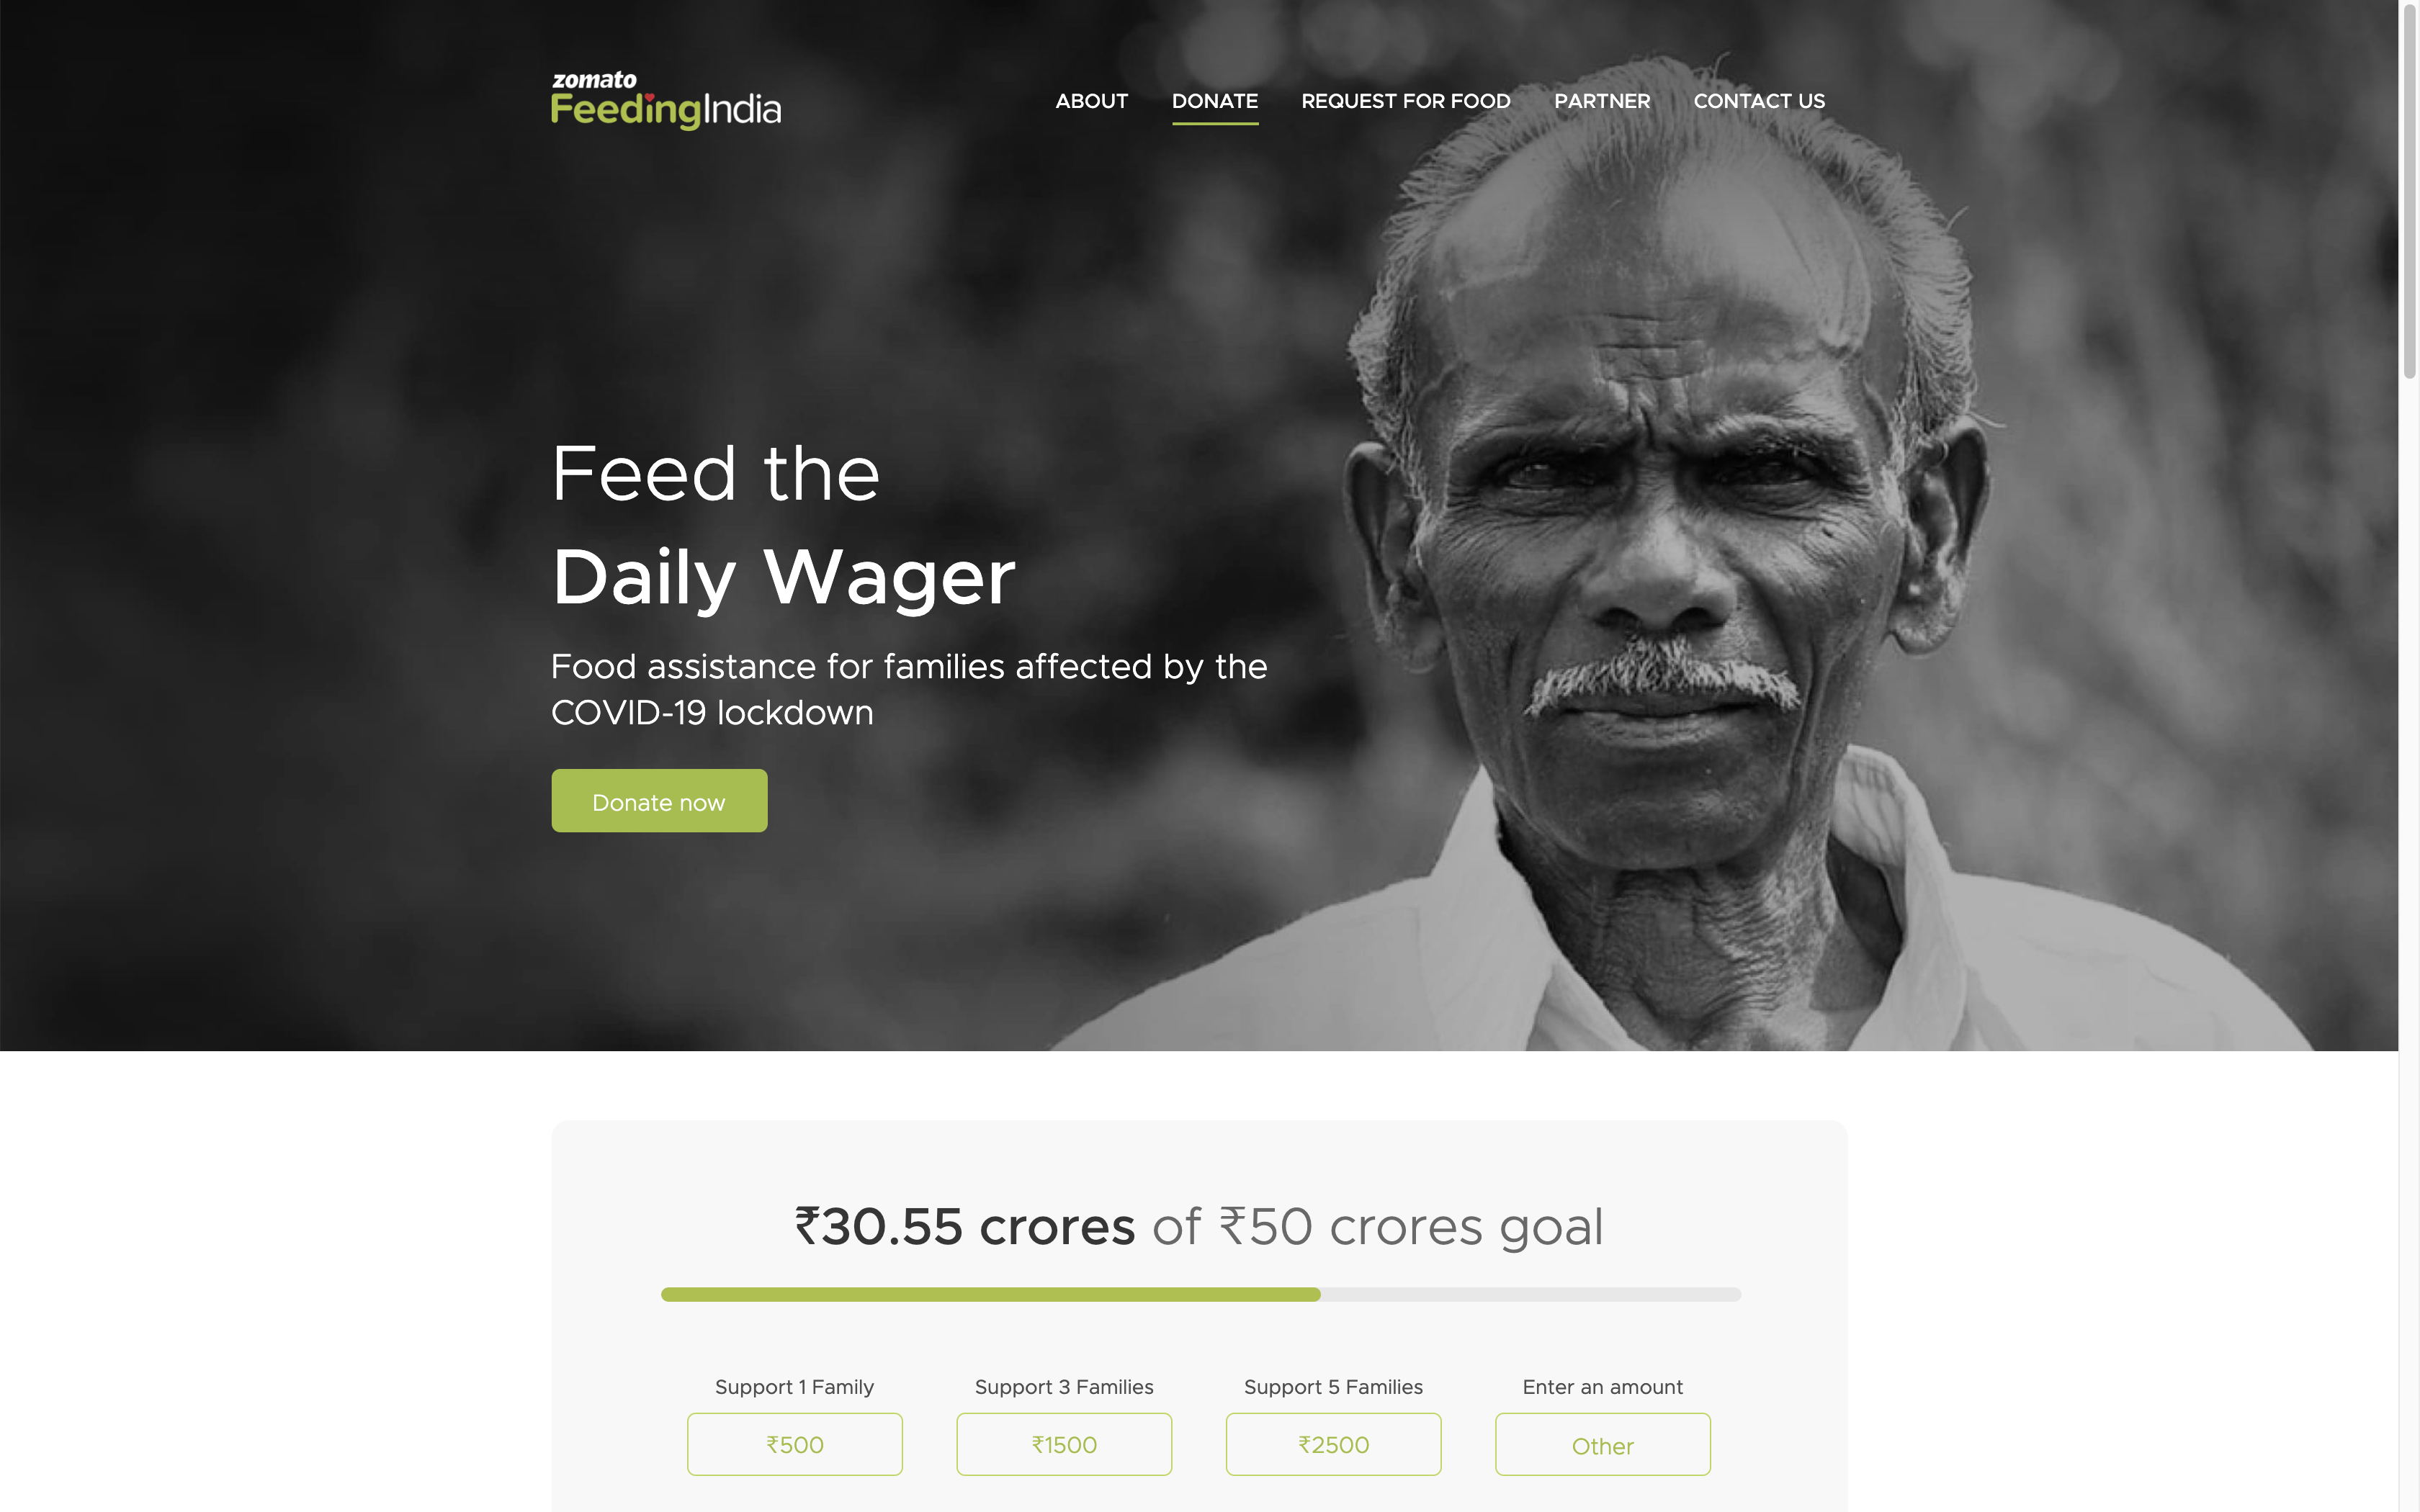 zomato
FeedingIndia
ABOUT DONATE REQUEST FOR FOOD PARTNER CONTACT US
Feed the
Daily Wager
Food assistance for families affected by the
COVID-19 lockdown
Donate now
₹30.55 crores of ₹50 crores goal
Support 1 Family Support 3 Families Support 5 Families Enter an amount
₹500 ₹1500 ₹2500 Other